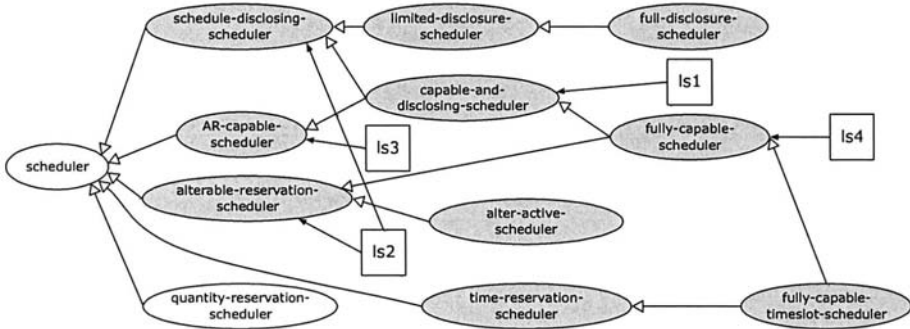 schedule-disclosing-
scheduler
limited-disclosure-
scheduler
full-disclosure-
scheduler
capable-and-
disclosing-scheduler
ls1
AR-capable-
scheduler
ls3
fully-capable-
scheduler
ls4
scheduler
alterable-reservation-
scheduler
alter-active-
scheduler
ls2
quantity-reservation-
scheduler
time-reservation-
scheduler
fully-capable-
timeslot-scheduler